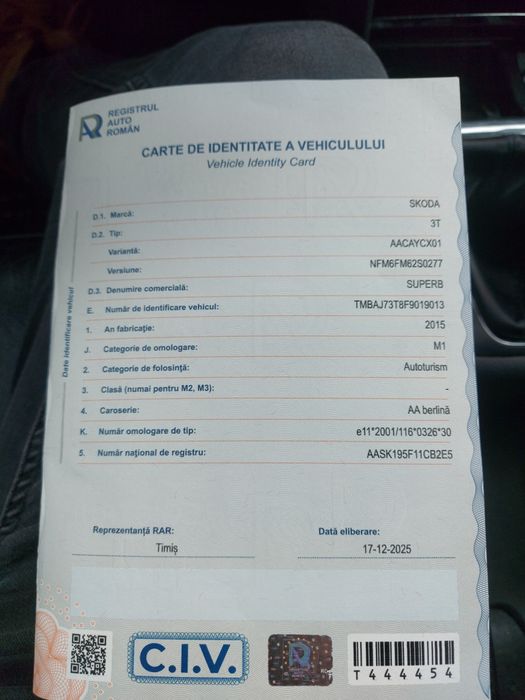 REGISTRUL
AUTO
ROMÂN
CARTE DE IDENTITATE A VEHICULULUI
Vehicle Identity Card
Date identificare vehicul
D.1. Marcă: SKODA
D.2. Tip: 3T
Variantă: AACAYCX01
Versiune: NFM6FM62S0277
D.3. Denumire comercială: SUPERB
E. Număr de identificare vehicul: TMBAJ73T8F9019013
1. An fabricație: 2015
J. Categorie de omologare: M1
2. Categorie de folosință: Autoturism
3. Clasă (numai pentru M2, M3): -
4. Caroserie: AA berlină
K. Număr omologare de tip: e11*2001/116*0326*30
5. Număr național de registru: AASK195F11CB2E5
Reprezentanță RAR: Dată eliberare:
Timiș 17-12-2025
C.I.V.
T444454